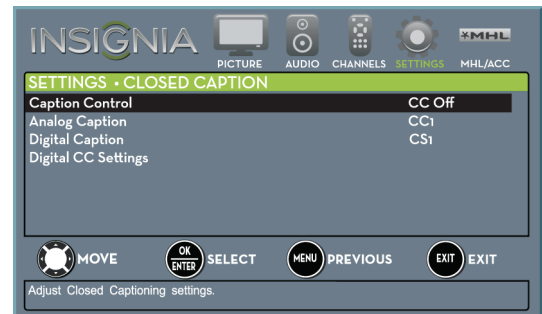 INSIGNIA
PICTURE AUDIO CHANNELS SETTINGS MHL MHL/ACC
SETTINGS • CLOSED CAPTION
Caption Control CC Off
Analog Caption CC1
Digital Caption CS1
Digital CC Settings
MOVE OK ENTER SELECT MENU PREVIOUS EXIT EXIT
Adjust Closed Captioning settings.